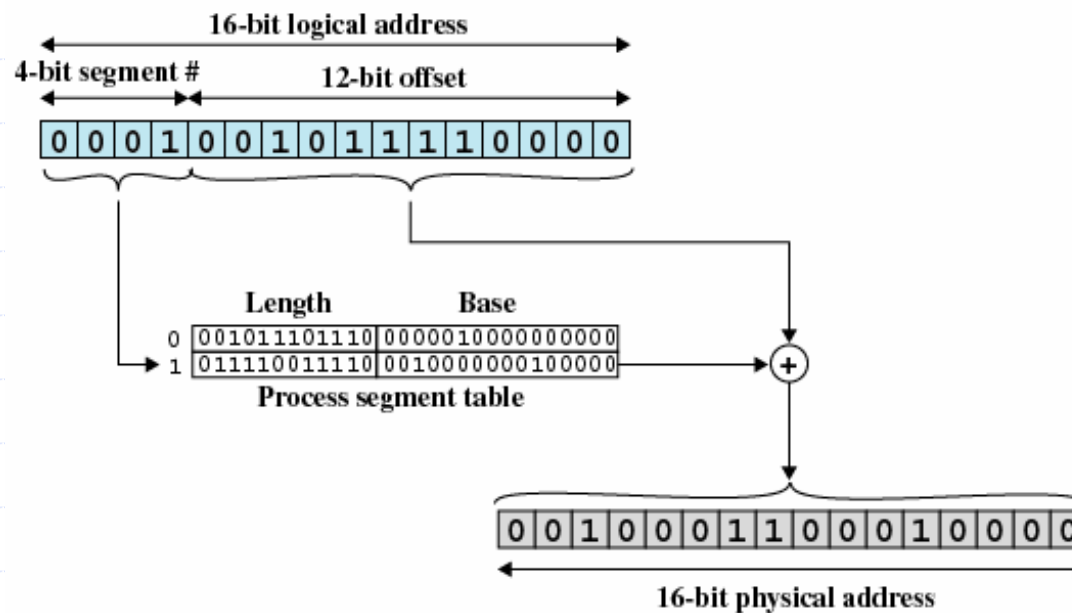 16-bit logical address
4-bit segment # 12-bit offset
0 0 0 1 0 0 1 0 1 1 1 1 0 0 0 0
Length Base
0 001011101110 0000010000000000
1 011110011110 0010000000100000
Process segment table
+
0 0 1 0 0 0 1 1 0 0 0 1 0 0 0 0
16-bit physical address